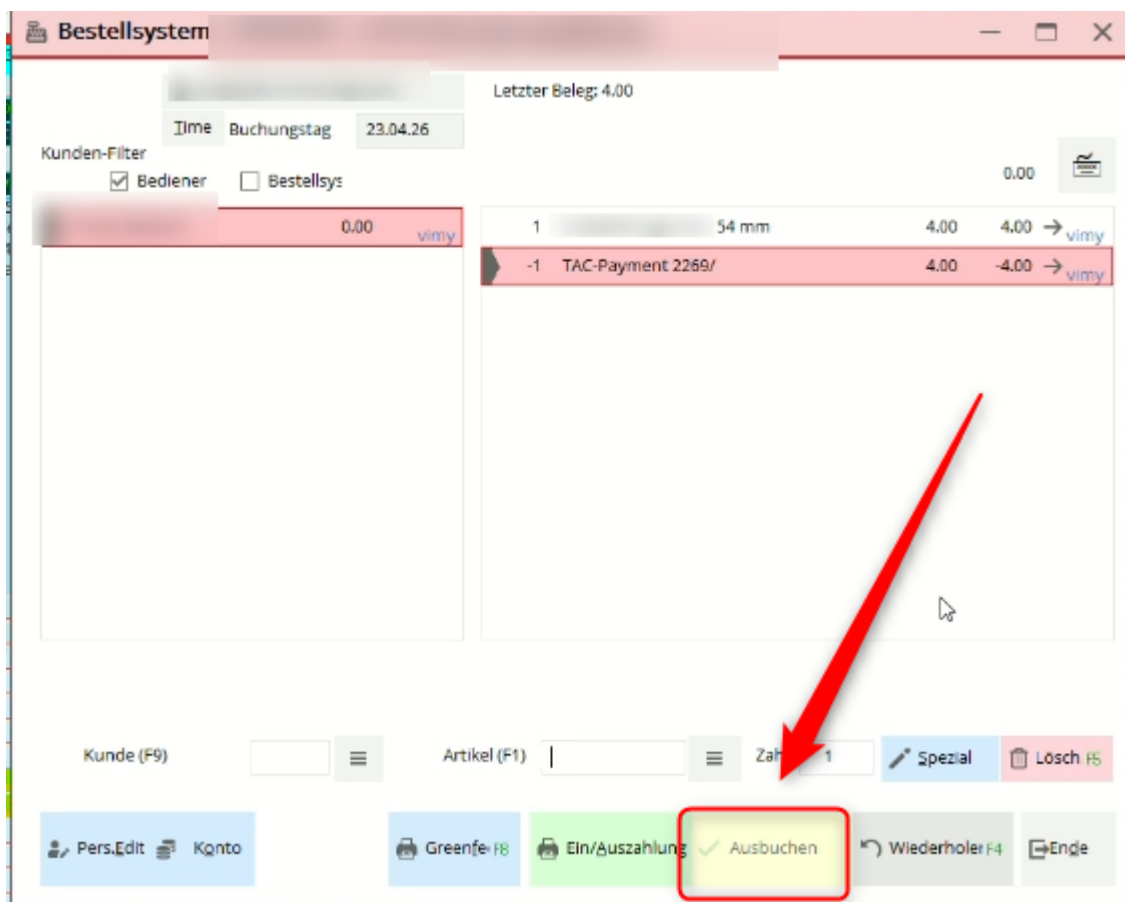 Bestellsystem
Letzter Beleg: 4.00
Time Buchungstag 23.04.26
Kunden-Filter
0.00
Bediener Bestellsys
0.00 vimy
1 54 mm 4.00 4.00 → vimy
-1 TAC-Payment 2269/ 4.00 -4.00 → vimy
Kunde (F9) Artikel (F1) Zah 1 Spezial Lösch F5
Pers.Edit Konto Greenfe F8 Ein/Auszahlung Ausbuchen Wiederholer F4 Ende